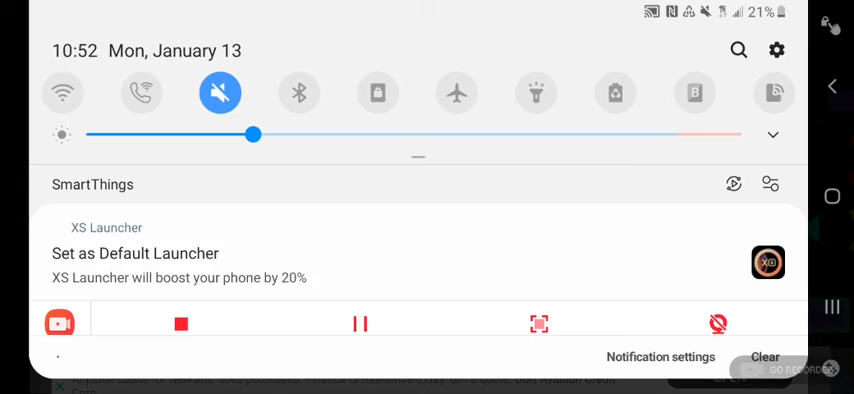 21%
10:52 Mon, January 13
SmartThings
XS Launcher
Set as Default Launcher
XS Launcher will boost your phone by 20%
Notification settings
Clear
GO RECORDER